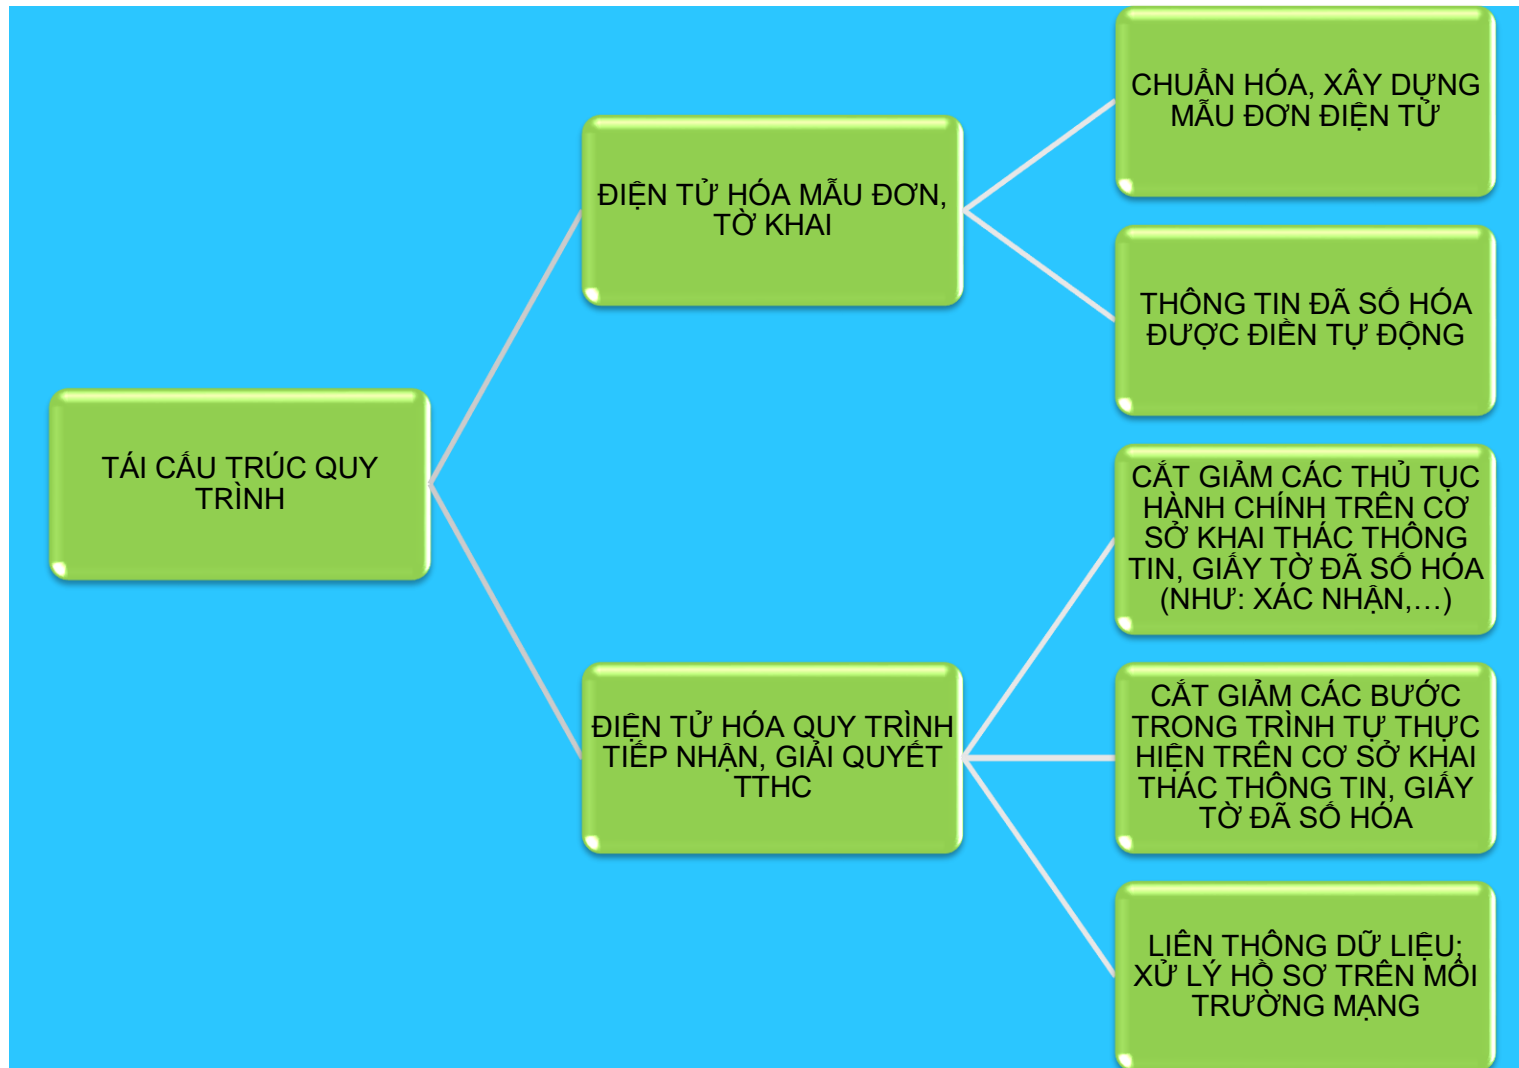 TÁI CẤU TRÚC QUY
TRÌNH
ĐIỆN TỬ HÓA MẪU ĐƠN,
TỜ KHAI
CHUẨN HÓA, XÂY DỰNG
MẪU ĐƠN ĐIỆN TỬ
THÔNG TIN ĐÃ SỐ HÓA
ĐƯỢC ĐIỀN TỰ ĐỘNG
ĐIỆN TỬ HÓA QUY TRÌNH
TIẾP NHẬN, GIẢI QUYẾT
TTHC
CẮT GIẢM CÁC THỦ TỤC
HÀNH CHÍNH TRÊN CƠ
SỞ KHAI THÁC THÔNG
TIN, GIẤY TỜ ĐÃ SỐ HÓA
(NHƯ: XÁC NHẬN,...)
CẮT GIẢM CÁC BƯỚC
TRONG TRÌNH TỰ THỰC
HIỆN TRÊN CƠ SỞ KHAI
THÁC THÔNG TIN, GIẤY
TỜ ĐÃ SỐ HÓA
LIÊN THÔNG DỮ LIỆU;
XỬ LÝ HỒ SƠ TRÊN MÔI
TRƯỜNG MẠNG